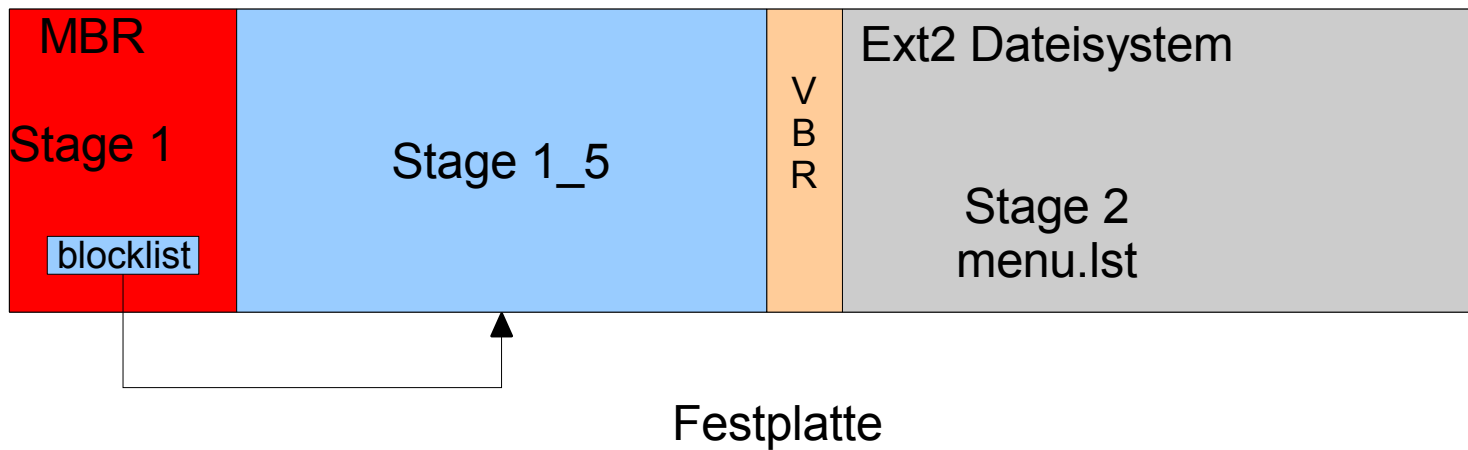 MBR
Stage 1
blocklist
Stage 1_5
V
B
R
Ext2 Dateisystem
Stage 2
menu.lst
Festplatte